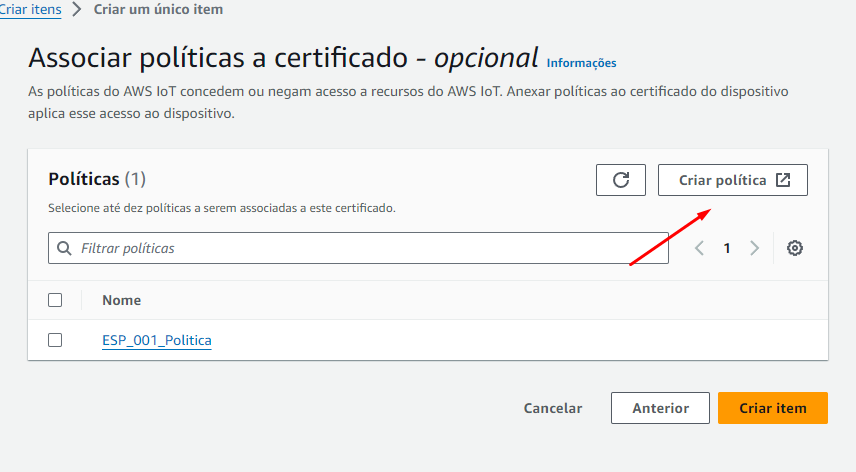 Criar itens > Criar um único item
Associar políticas a certificado - opcional Informações
As políticas do AWS IoT concedem ou negam acesso a recursos do AWS IoT. Anexar políticas ao certificado do dispositivo
aplica esse acesso ao dispositivo.
Políticas (1)
Criar política
Selecione até dez políticas a serem associadas a este certificado.
Filtrar políticas
1
Nome
ESP_001_Politica
Cancelar
Anterior
Criar item